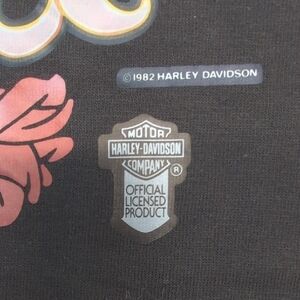 © 1982 HARLEY DAVIDSON
MOTOR
HARLEY-DAVIDSON
COMPANY
®
OFFICIAL
LICENSED
PRODUCT